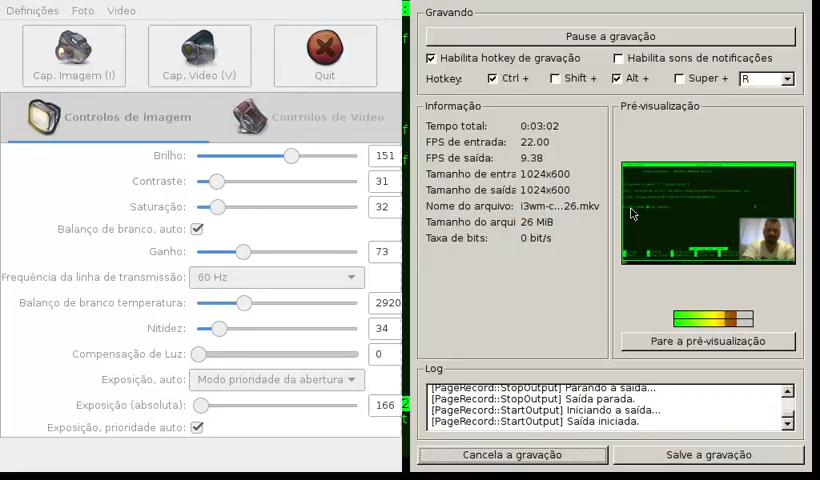 Definições Foto Video
Cap. Imagem (I)
Cap. Video (V)
Quit
Controlos de imagem
Controlos de Vídeo
Brilho: 151
Contraste: 31
Saturação: 32
Balanço de branco, auto:
Ganho: 73
Frequência da linha de transmissão: 60 Hz
Balanço de branco temperatura: 2920
Nitidez: 34
Compensação de Luz: 0
Exposição, auto: Modo prioridade da abertura
Exposição (absoluta): 166
Exposição, prioridade auto:
Gravando
Pause a gravação
Habilita hotkey de gravação
Habilita sons de notificações
Hotkey: Ctrl + Shift + Alt + Super + R
Informação
Tempo total: 0:03:02
FPS de entrada: 22.00
FPS de saída: 9.38
Tamanho de entra 1024x600
Tamanho de saída 1024x600
Nome do arquivo: i3wm-c...26.mkv
Tamanho do arqui 26 MiB
Taxa de bits: 0 bit/s
Pré-visualização
Pare a pré-visualização
Log
[PageRecord::StopOutput] Parando a saída...
[PageRecord::StopOutput] Saída parada.
[PageRecord::StartOutput] Iniciando a saída...
[PageRecord::StartOutput] Saída iniciada.
Cancela a gravação
Salve a gravação